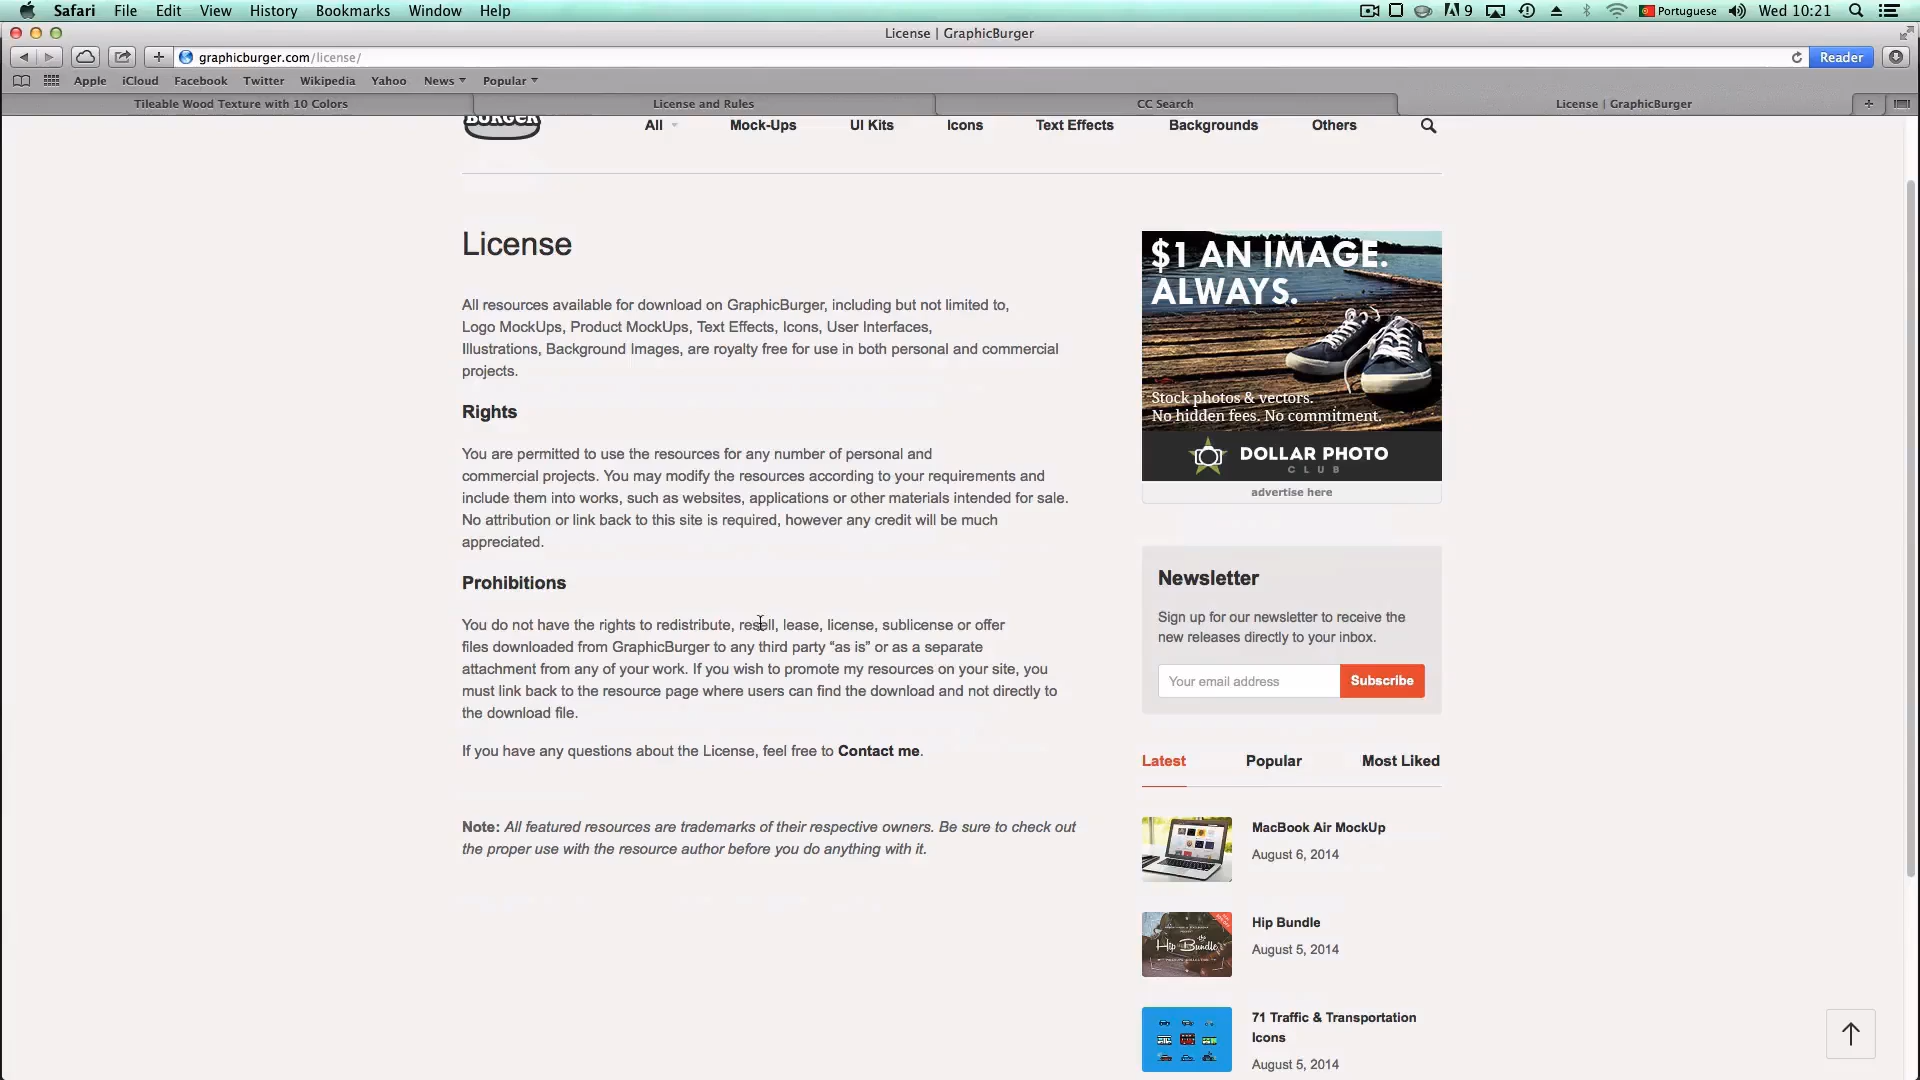 Safari File Edit View History Bookmarks Window Help
9 Portuguese Wed 10:21
License | GraphicBurger
graphicburger.com/license/
Reader
Apple iCloud Facebook Twitter Wikipedia Yahoo News Popular
Tileable Wood Texture with 10 Colors
License and Rules
CC Search
License | GraphicBurger
BURGER
All Mock-Ups UI Kits Icons Text Effects Backgrounds Others
License
All resources available for download on GraphicBurger, including but not limited to,
Logo MockUps, Product MockUps, Text Effects, Icons, User Interfaces,
Illustrations, Background Images, are royalty free for use in both personal and commercial
projects.
Rights
You are permitted to use the resources for any number of personal and
commercial projects. You may modify the resources according to your requirements and
include them into works, such as websites, applications or other materials intended for sale.
No attribution or link back to this site is required, however any credit will be much
appreciated.
Prohibitions
You do not have the rights to redistribute, resell, lease, license, sublicense or offer
files downloaded from GraphicBurger to any third party “as is” or as a separate
attachment from any of your work. If you wish to promote my resources on your site, you
must link back to the resource page where users can find the download and not directly to
the download file.
If you have any questions about the License, feel free to Contact me.
Note: All featured resources are trademarks of their respective owners. Be sure to check out
the proper use with the resource author before you do anything with it.
$1 AN IMAGE.
ALWAYS.
Stock photos & vectors.
No hidden fees. No commitment.
DOLLAR PHOTO
CLUB
advertise here
Newsletter
Sign up for our newsletter to receive the
new releases directly to your inbox.
Your email address
Subscribe
Latest Popular Most Liked
MacBook Air MockUp
August 6, 2014
Hip Bundle
Hip Bundle
August 5, 2014
71 Traffic & Transportation
Icons
August 5, 2014